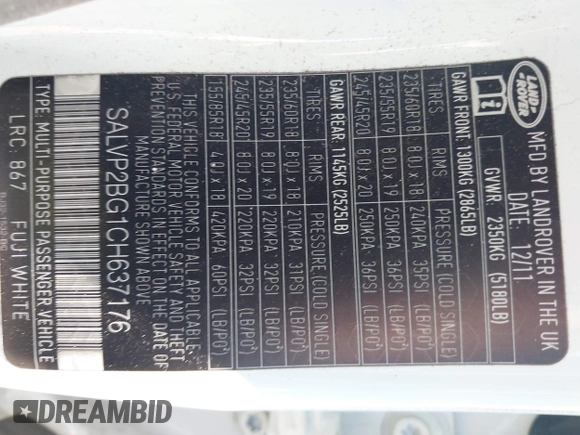 LAND-
ROVER
i
MFD.BY LANDROVER IN THE UK
DATE: 12/11
GVWR. 2350KG (5180LB)
GAWR FRONT: 1300KG (2865LB)
TIRES RIMS PRESSURE (COLD SINGLE)
235/60R18 8.0J x 18 240KPA 35PSI (LB/PO²)
235/55R19 8.0J x 19 250KPA 36PSI (LB/PO²)
245/45R20 8.0J x 20 250KPA 36PSI (LB/PO²)
GAWR REAR: 1145KG (2525LB)
TIRES RIMS PRESSURE (COLD SINGLE)
235/60R18 8.0J x 18 210KPA 31PSI (LB/PO²)
235/55R19 8.0J x 19 220KPA 32PSI (LB/PO²)
245/45R20 8.0J x 20 220KPA 32PSI (LB/PO²)
155/85R18 4.0J x 18 420KPA 60PSI (LB/PO²)
THIS VEHICLE CONFORMS TO ALL APPLICABLE
U.S. FEDERAL MOTOR VEHICLE SAFETY AND THEFT
PREVENTION STANDARDS IN EFFECT ON THE DATE OF
MANUFACTURE SHOWN ABOVE.
SALVP2BG1CH637176
TYPE: MULTI-PURPOSE PASSENGER VEHICLE
LRC: 867 FUJI WHITE
DREAMBID